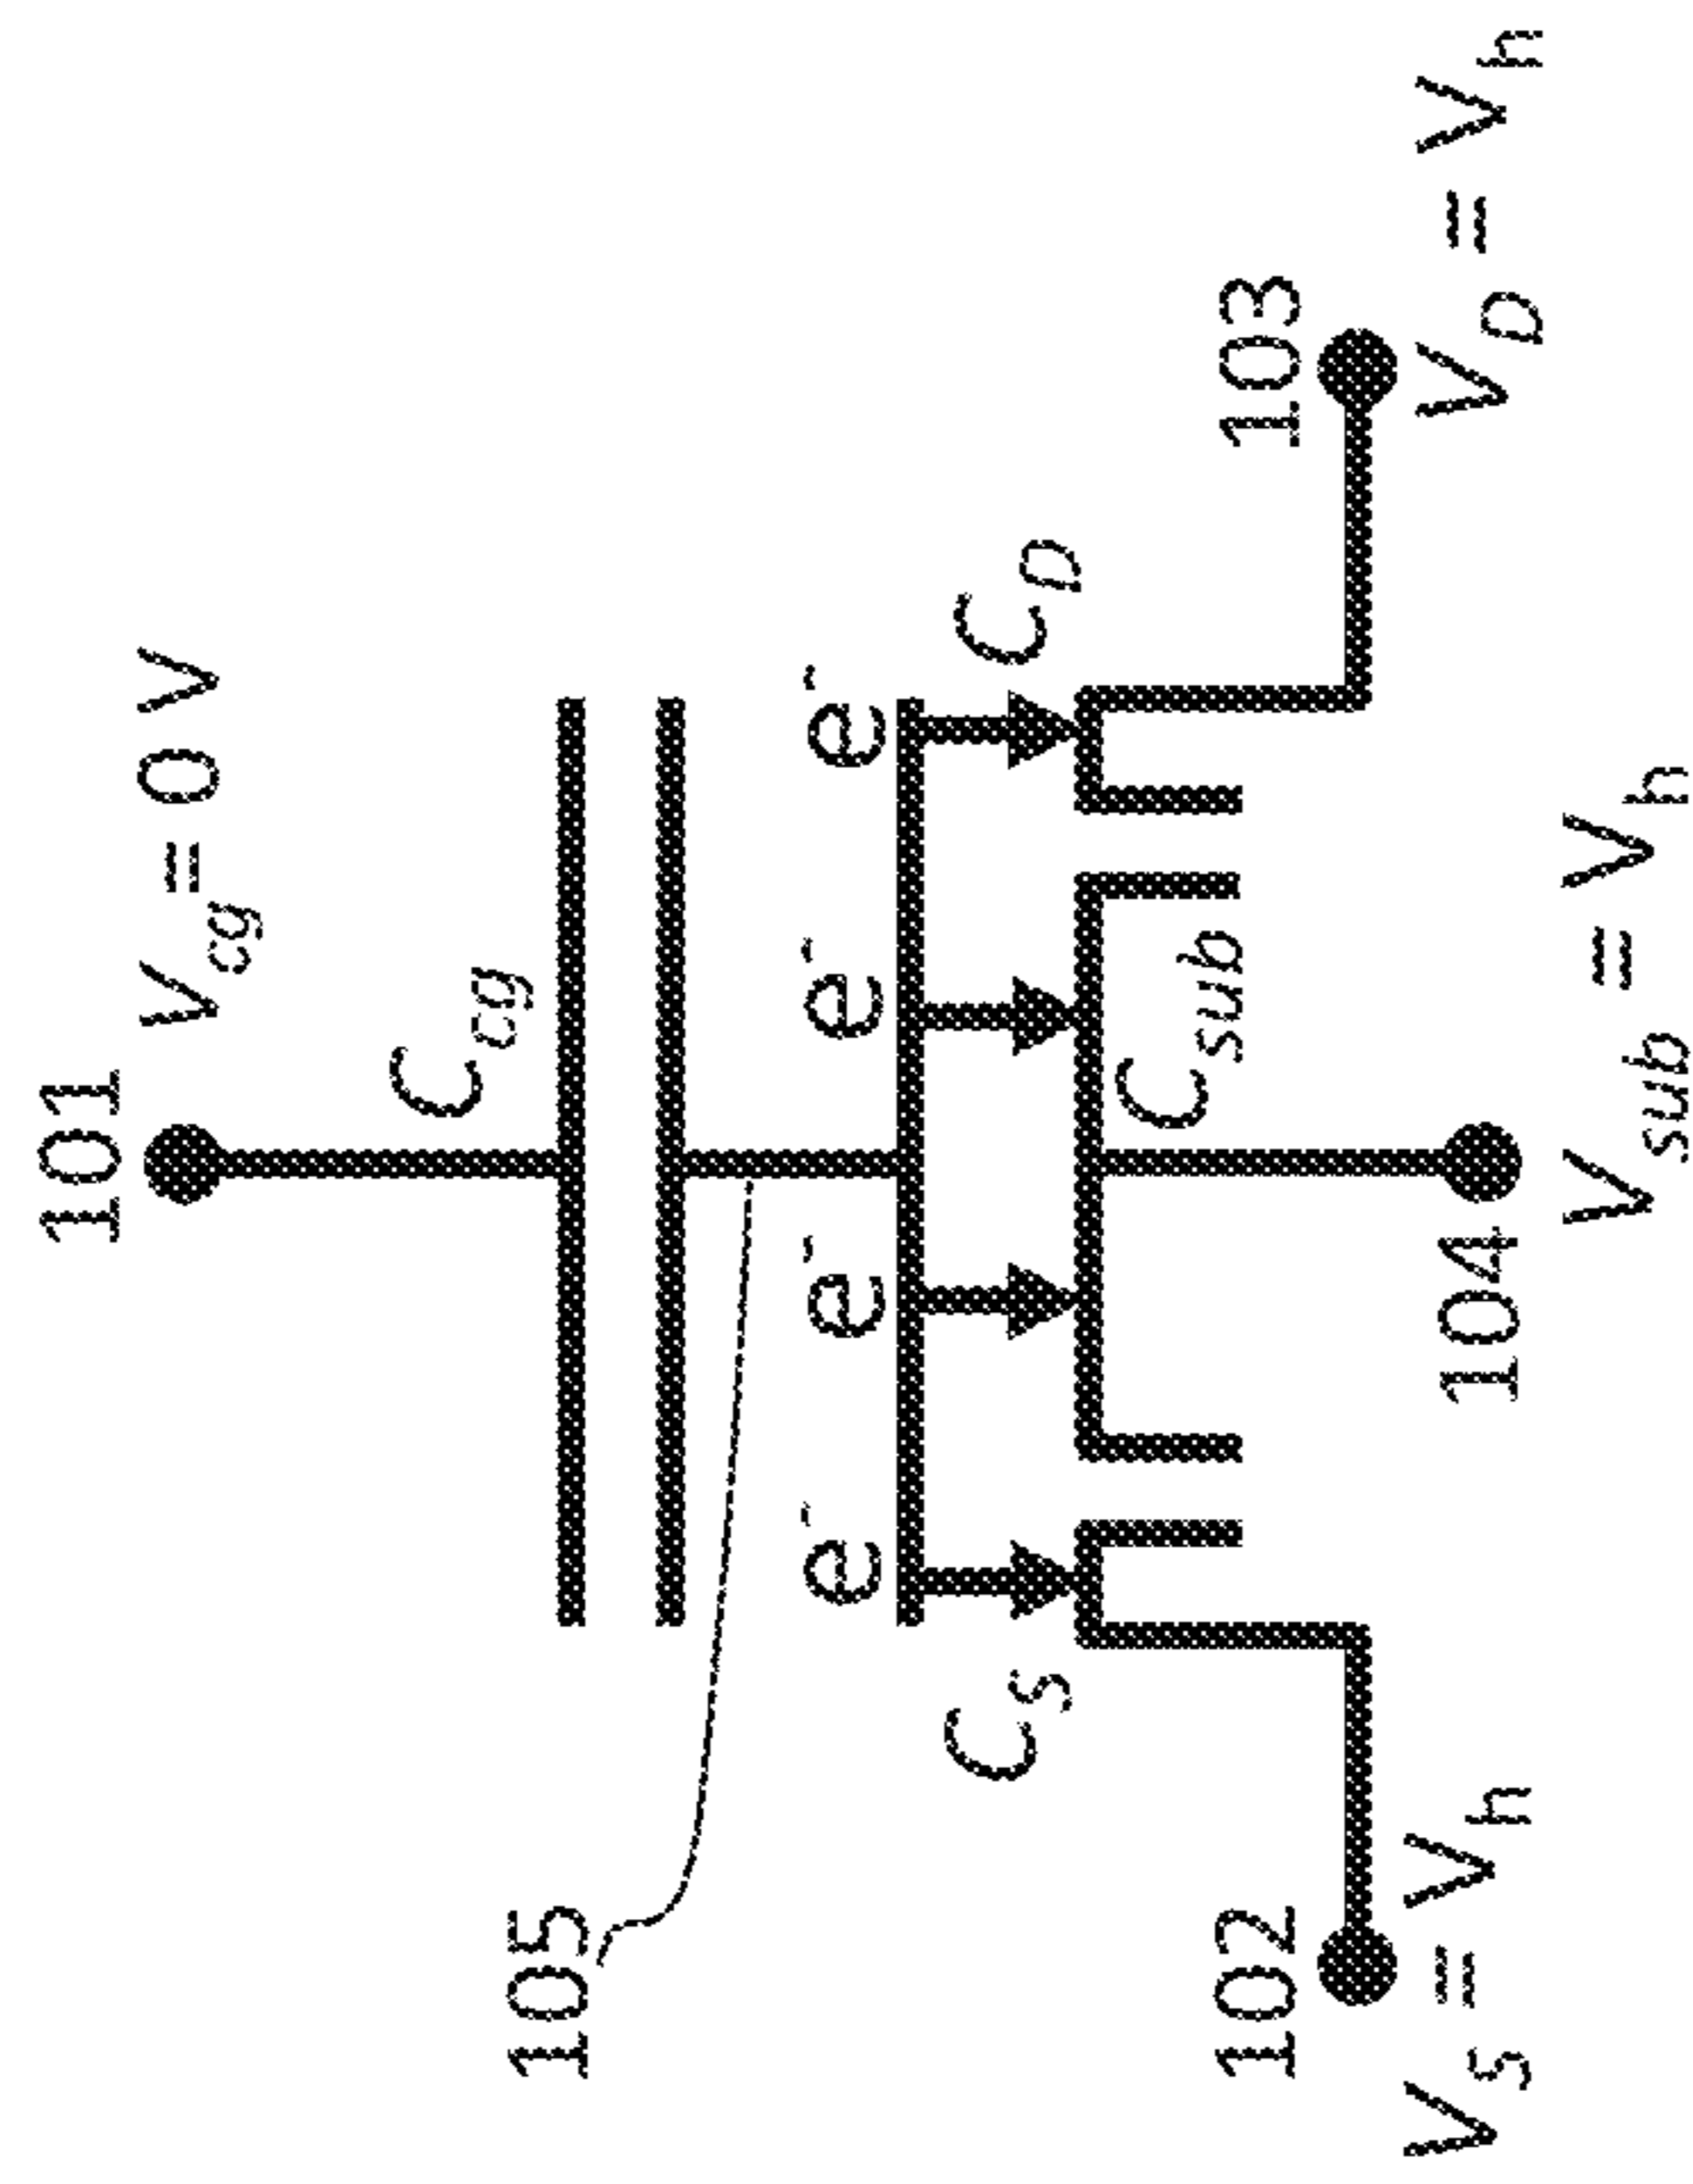 101
V_cg = 0 V
C_cg
105
e⁻ e⁻ e⁻ e⁻
C_S
C_D
C_sub
102
103
V_S = V_h
V_D = V_h
104
V_sub = V_h